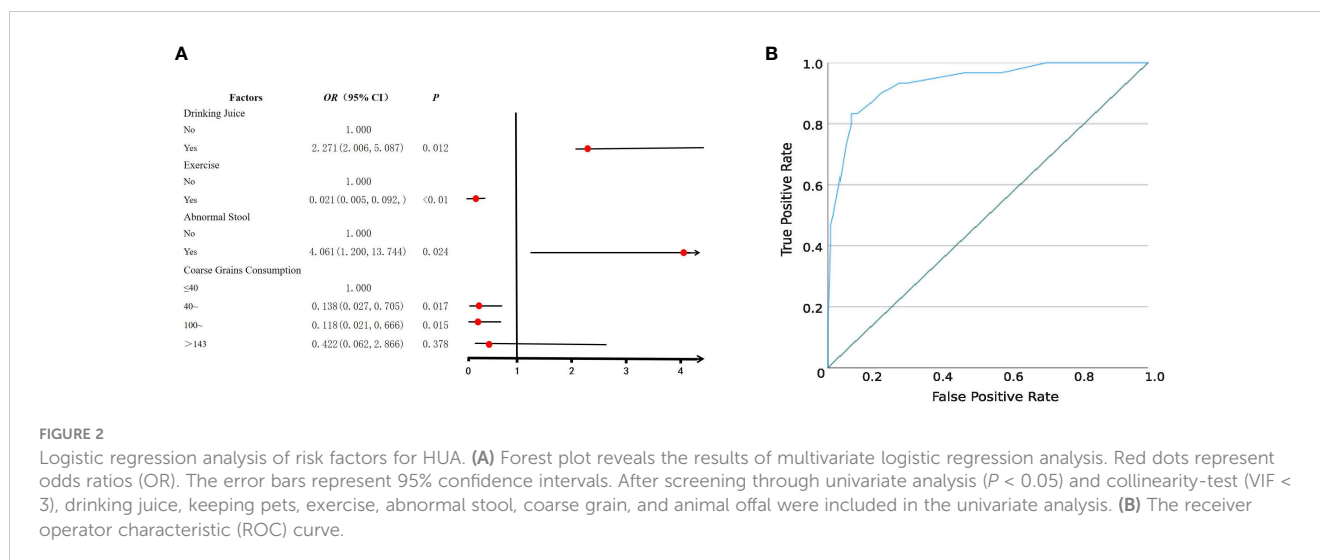 A
Factors OR (95% CI) P
Drinking Juice
No 1.000
Yes 2.271(2.006, 5.087) 0.012
Exercise
No 1.000
Yes 0.021(0.005, 0.092,) <0.01
Abnormal Stool
No 1.000
Yes 4.061(1.200, 13.744) 0.024
Coarse Grains Consumption
≤40 1.000
40~ 0.138(0.027, 0.705) 0.017
100~ 0.118(0.021, 0.666) 0.015
>143 0.422(0.062, 2.866) 0.378
0 1 2 3 4
B
1.0
0.8
0.6
0.4
0.2
0
0.2 0.4 0.6 0.8 1.0
True Positive Rate
False Positive Rate
FIGURE 2
Logistic regression analysis of risk factors for HUA. (A) Forest plot reveals the results of multivariate logistic regression analysis. Red dots represent
odds ratios (OR). The error bars represent 95% confidence intervals. After screening through univariate analysis (P < 0.05) and collinearity-test (VIF <
3), drinking juice, keeping pets, exercise, abnormal stool, coarse grain, and animal offal were included in the univariate analysis. (B) The receiver
operator characteristic (ROC) curve.